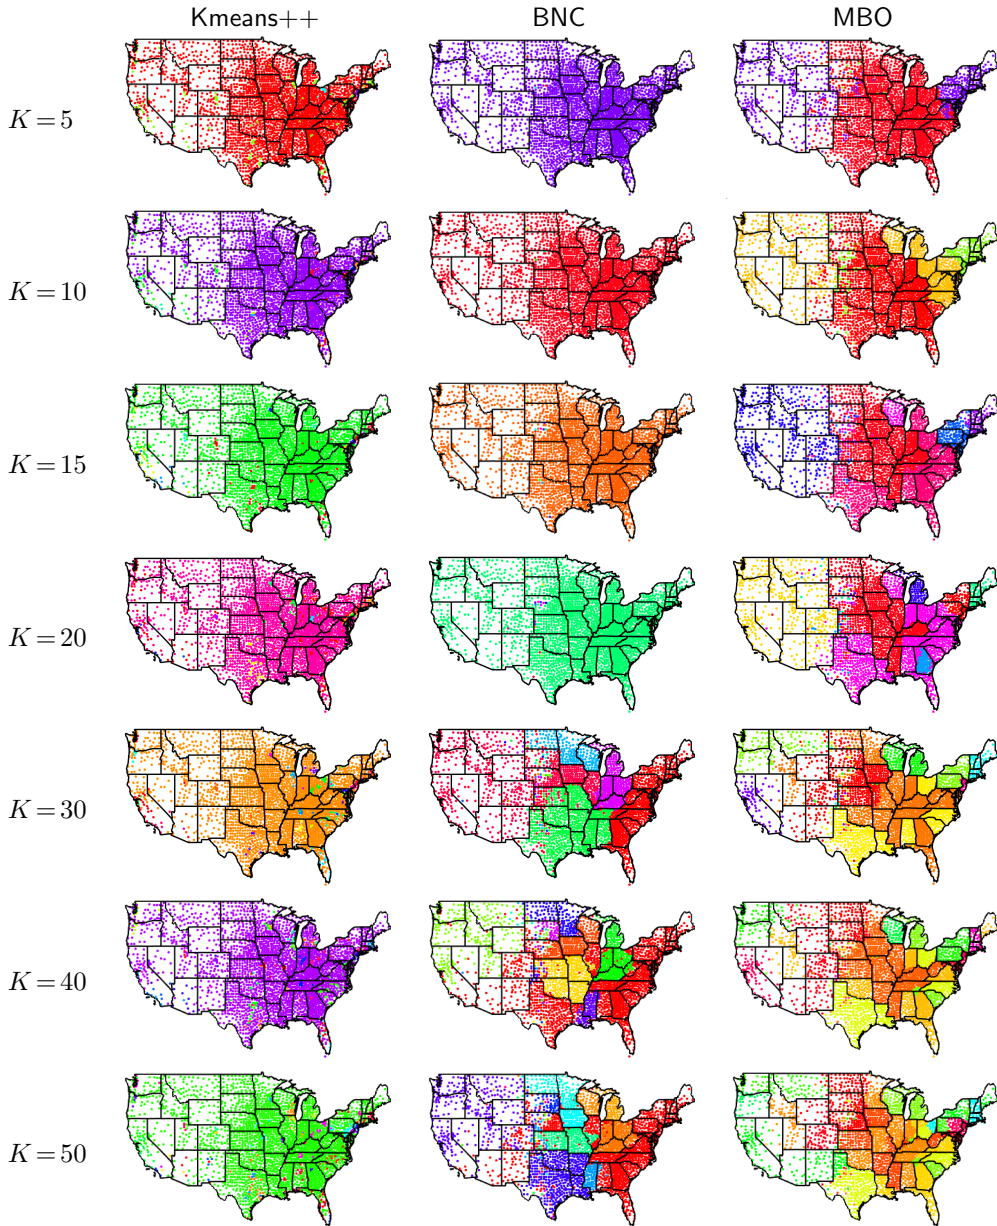 Kmeans++ BNC MBO
K = 5
K = 10
K = 15
K = 20
K = 30
K = 40
K = 50